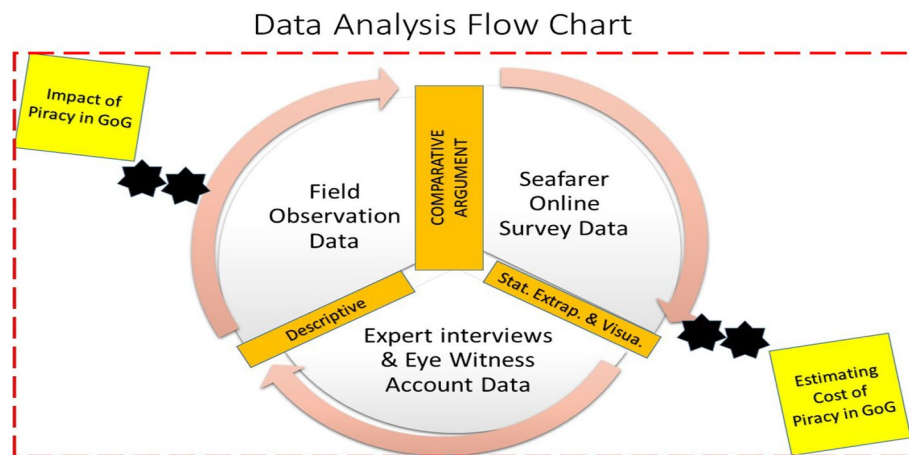 Data Analysis Flow Chart
Impact of
Piracy in GoG
Field
Observation
Data
COMPARATIVE
ARGUMENT
Seafarer
Online
Survey Data
Descriptive
Stat. Extrap. & Visua.
Expert interviews
& Eye Witness
Account Data
Estimating
Cost of
Piracy in GoG